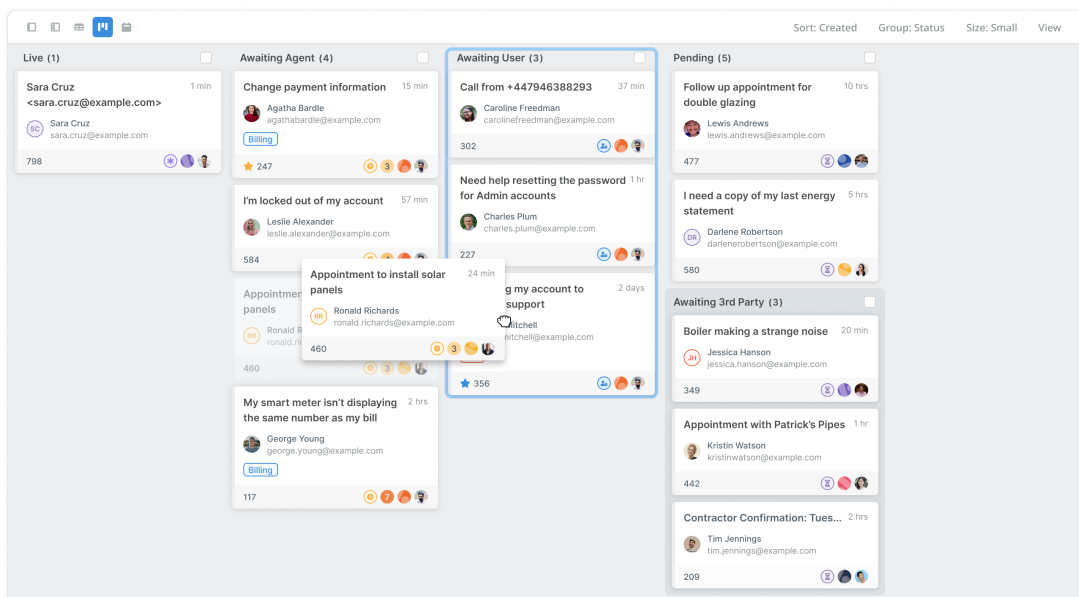 Sort: Created
Group: Status
Size: Small
View
Live (1)
Sara Cruz
<sara.cruz@example.com>
1 min
SC
Sara Cruz
sara.cruz@example.com
798
Awaiting Agent (4)
Change payment information
15 min
Agatha Bardle
agathabardle@example.com
Billing
247
3
I'm locked out of my account
57 min
Leslie Alexander
leslie.alexander@example.com
584
Appointment to install solar
panels
24 min
RR
Ronald Richards
ronald.richards@example.com
460
3
panels
RR
Ronald R
460
3
My smart meter isn't displaying
the same number as my bill
2 hrs
George Young
george.young@example.com
Billing
117
7
Awaiting User (3)
Call from +447946388293
37 min
Caroline Freedman
carolinefreedman@example.com
302
Need help resetting the password
for Admin accounts
1 hr
Charles Plum
charles.plum@example.com
227
my account to
support
2 days
mitchell@example.com
356
Pending (5)
Follow up appointment for
double glazing
10 hrs
Lewis Andrews
lewis.andrews@example.com
477
I need a copy of my last energy
statement
5 hrs
DR
Darlene Robertson
darlenerobertson@example.com
580
Awaiting 3rd Party (3)
Boiler making a strange noise
20 min
JH
Jessica Hanson
jessica.hanson@example.com
349
Appointment with Patrick's Pipes
1 hr
Kristin Watson
kristinwatson@example.com
442
Contractor Confirmation: Tues...
2 hrs
Tim Jennings
tim.jennings@example.com
209